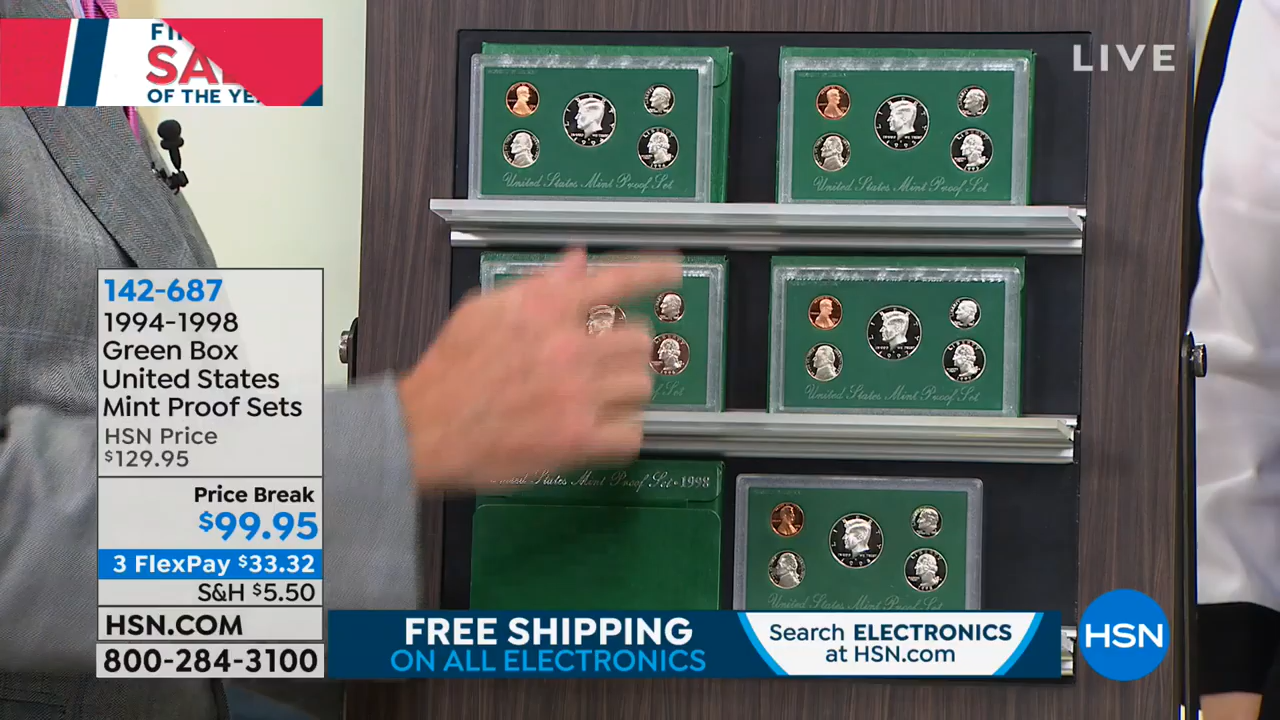 SALE
OF THE YEAR
LIVE
142-687
1994-1998
Green Box
United States
Mint Proof Sets
HSN Price
$129.95
Price Break
$99.95
3 FlexPay $33.32
S&H $5.50
HSN.COM
800-284-3100
United States Mint Proof Set
United States Mint Proof Set
United States Mint Proof Set
Set
United States Mint Proof Set - 1998
United States Mint Proof Set
FREE SHIPPING
ON ALL ELECTRONICS
Search ELECTRONICS
at HSN.com
HSN